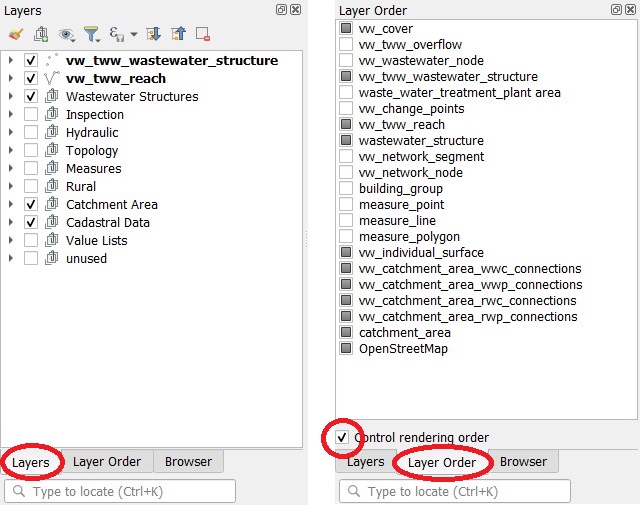 Layers
vw_tww_wastewater_structure
vw_tww_reach
Wastewater Structures
Inspection
Hydraulic
Topology
Measures
Rural
Catchment Area
Cadastral Data
Value Lists
unused
Layers
Layer Order
Browser
Type to locate (Ctrl+K)
Layer Order
vw_cover
vw_tww_overflow
vw_wastewater_node
vw_tww_wastewater_structure
waste_water_treatment_plant area
vw_change_points
vw_tww_reach
wastewater_structure
vw_network_segment
vw_network_node
building_group
measure_point
measure_line
measure_polygon
vw_individual_surface
vw_catchment_area_wwc_connections
vw_catchment_area_wwp_connections
vw_catchment_area_rwc_connections
vw_catchment_area_rwp_connections
catchment_area
OpenStreetMap
Control rendering order
Layers
Layer Order
Browser
Type to locate (Ctrl+K)